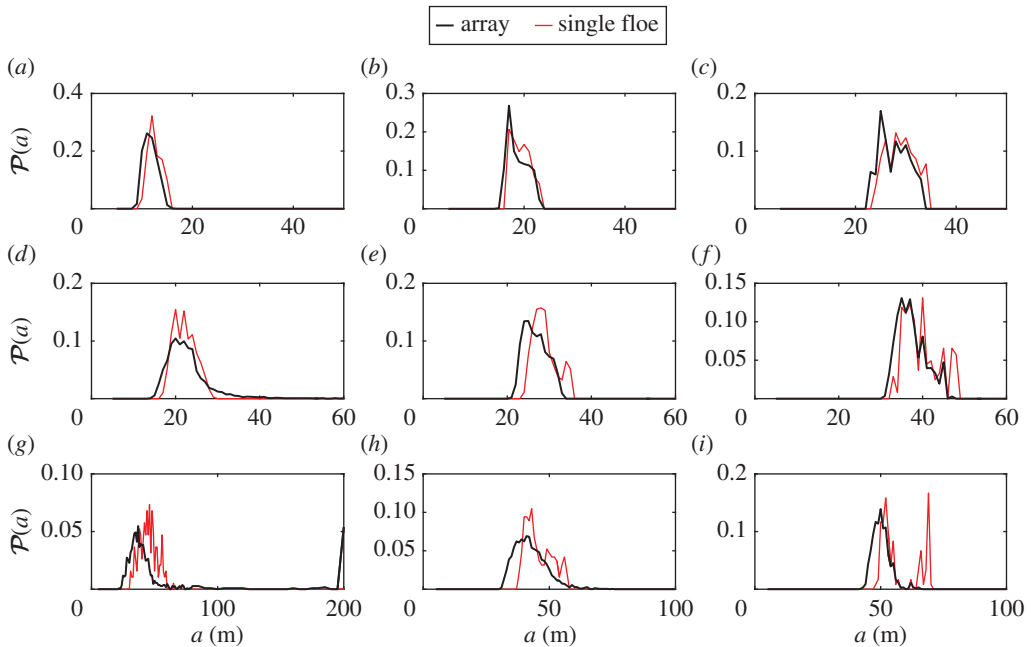 array single floe
(a) (b) (c)
0.4 0.3 0.2
0.2 0.2 0.1 0.1
P(a)
0 20 40 0 20 40 0 20 40
(d) (e) (f)
0.2 0.2 0.15
0.1 0.1 0.10 0.05
P(a)
0 20 40 60 0 20 40 60 0 20 40 60
(g) (h) (i)
0.10 0.15 0.2
0.05 0.10 0.05 0.1
P(a)
0 100 200 0 50 100 0 50 100
a (m) a (m) a (m)